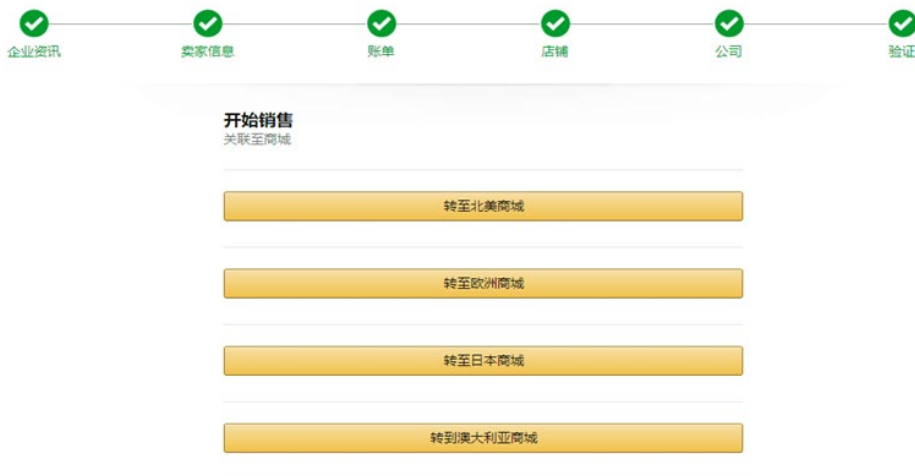 企业资讯 卖家信息 账单 店铺 公司 验证
开始销售
关联至商城
转至北美商城
转至欧洲商城
转至日本商城
转到澳大利亚商城